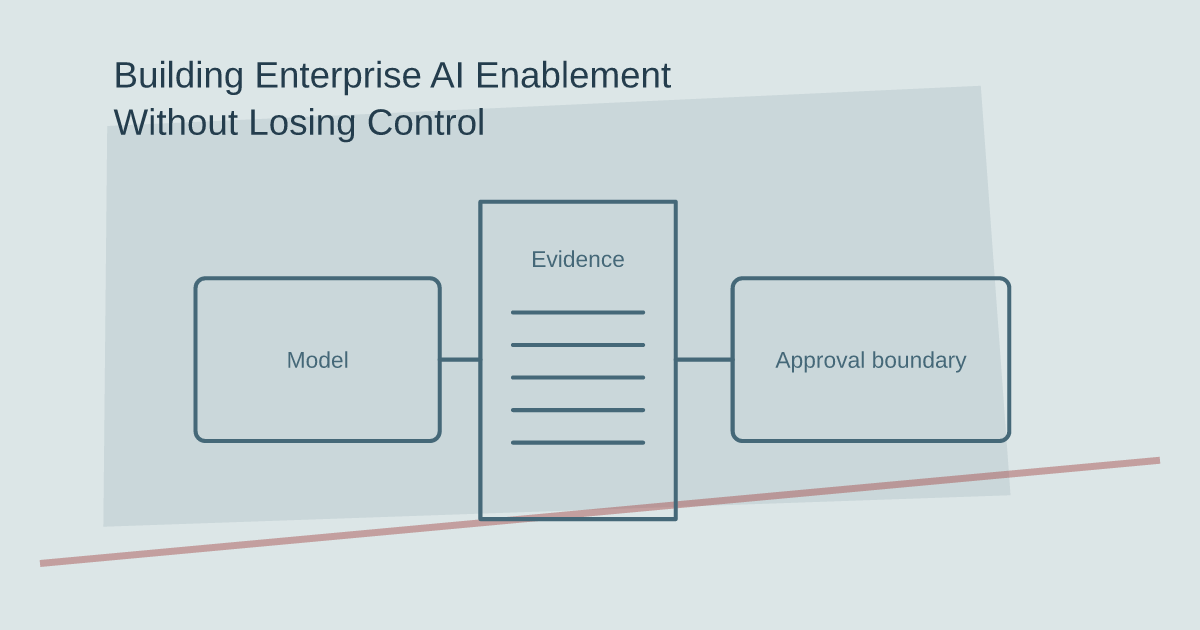 Building Enterprise AI Enablement
Without Losing Control
Evidence
Model
Approval boundary